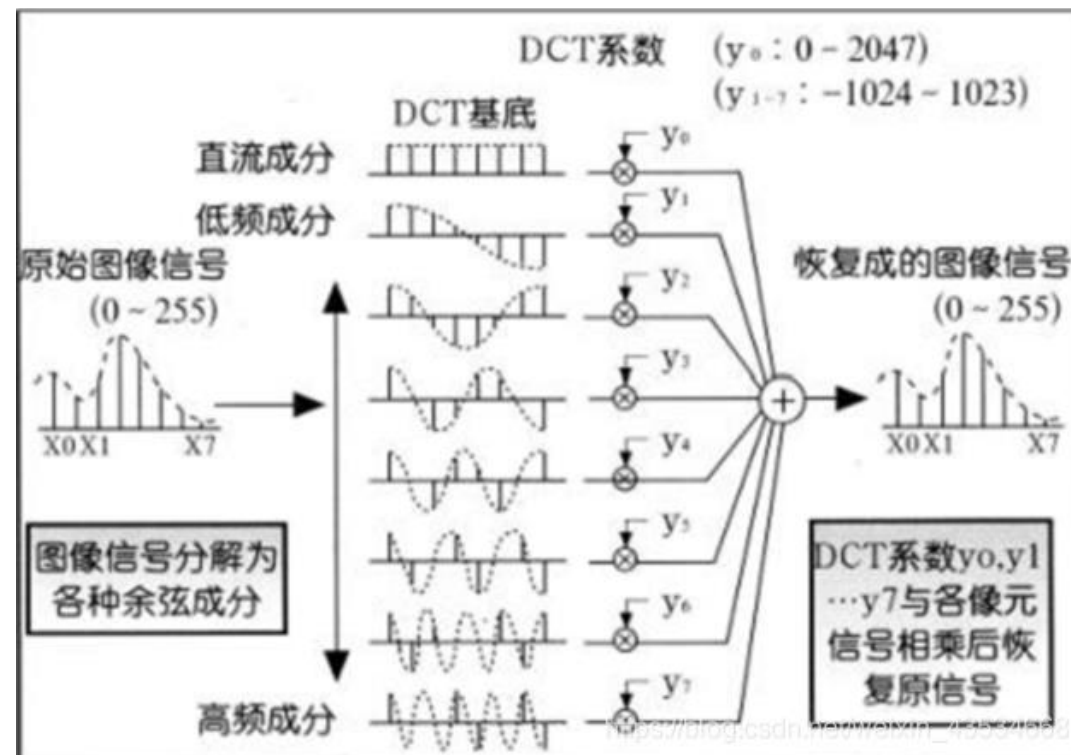 DCT系数 (y₀: 0 - 2047)
(y₁₋₇: -1024 ~ 1023)
DCT基底
直流成分
y₀
低频成分
y₁
原始图像信号
(0 ~ 255)
X0 X1 X7
y₂
y₃
y₄
y₅
y₆
y₇
高频成分
图像信号分解为
各种余弦成分
恢复成的图像信号
(0 ~ 255)
X0 X1 X7
DCT系数yo,y1
…y7与各像元
信号相乘后恢
复原信号